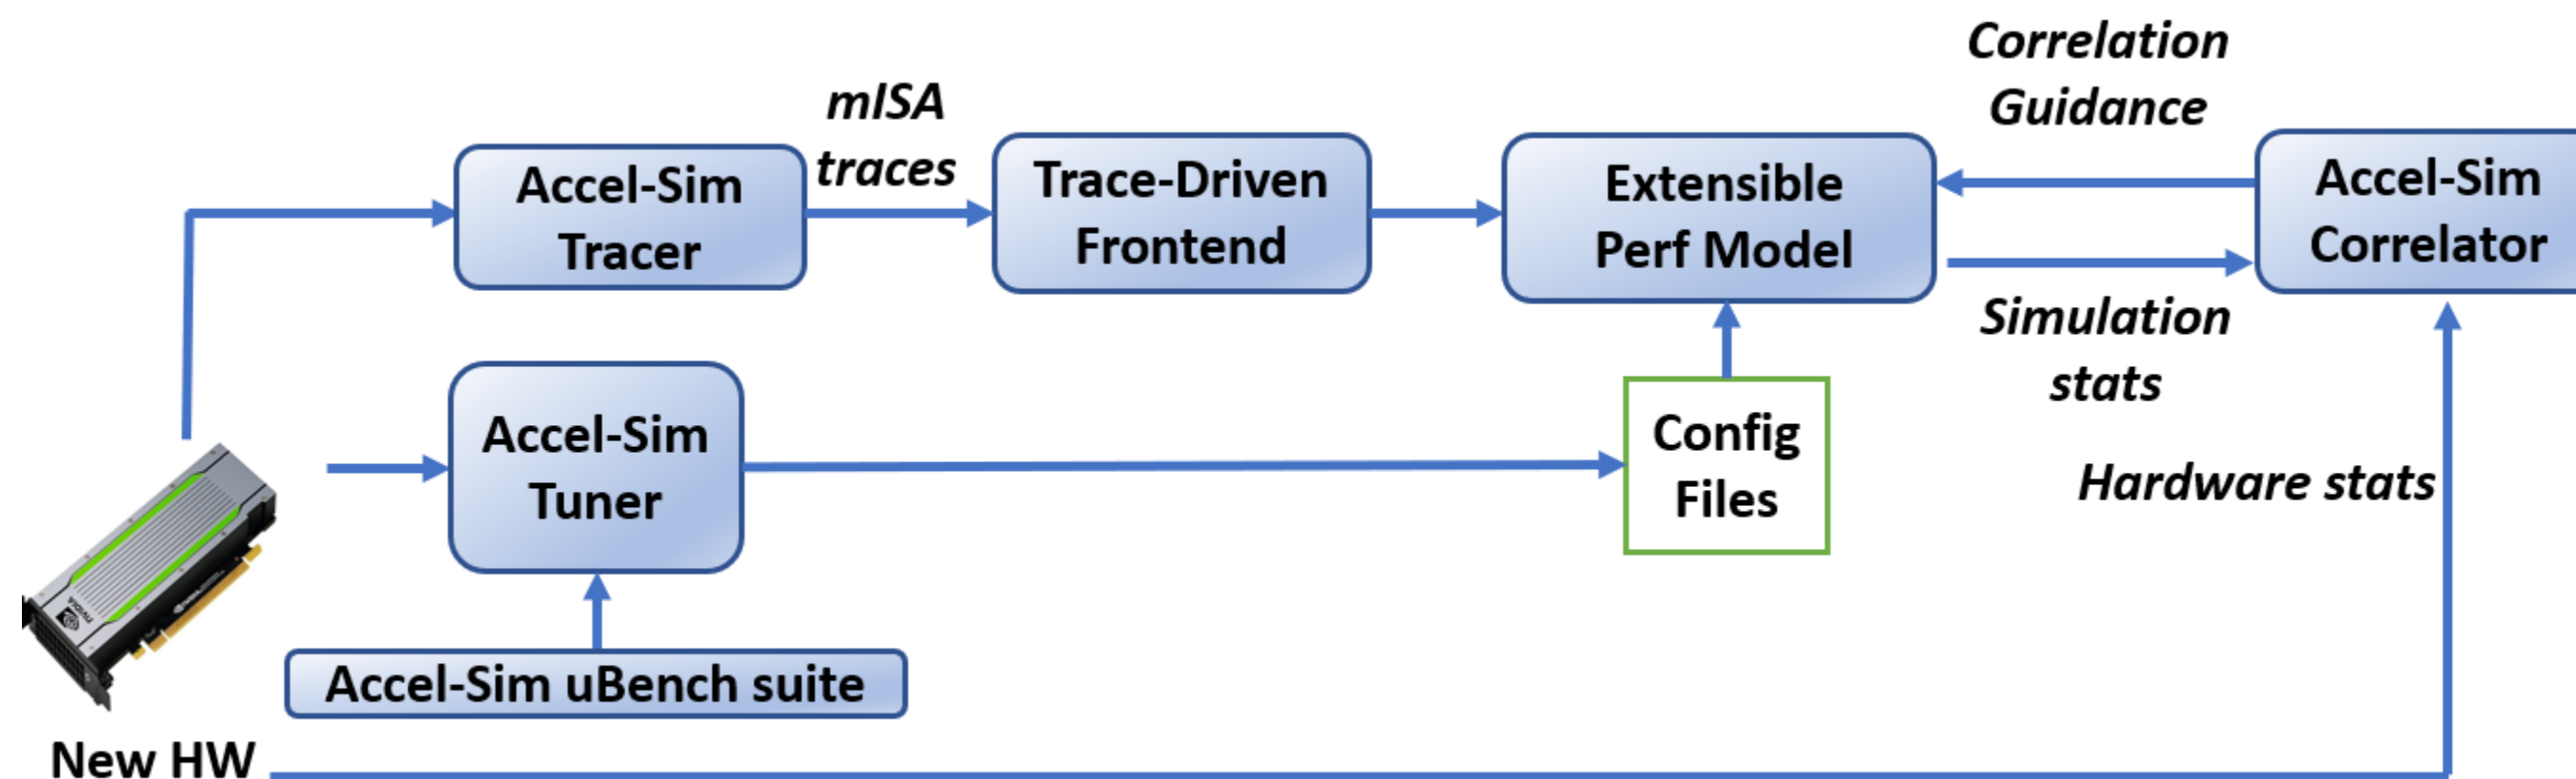 Correlation
Guidance
mISA
traces
Accel-Sim
Tracer
Trace-Driven
Frontend
Extensible
Perf Model
Accel-Sim
Correlator
Simulation
stats
Accel-Sim
Tuner
Config
Files
Hardware stats
Accel-Sim uBench suite
New HW